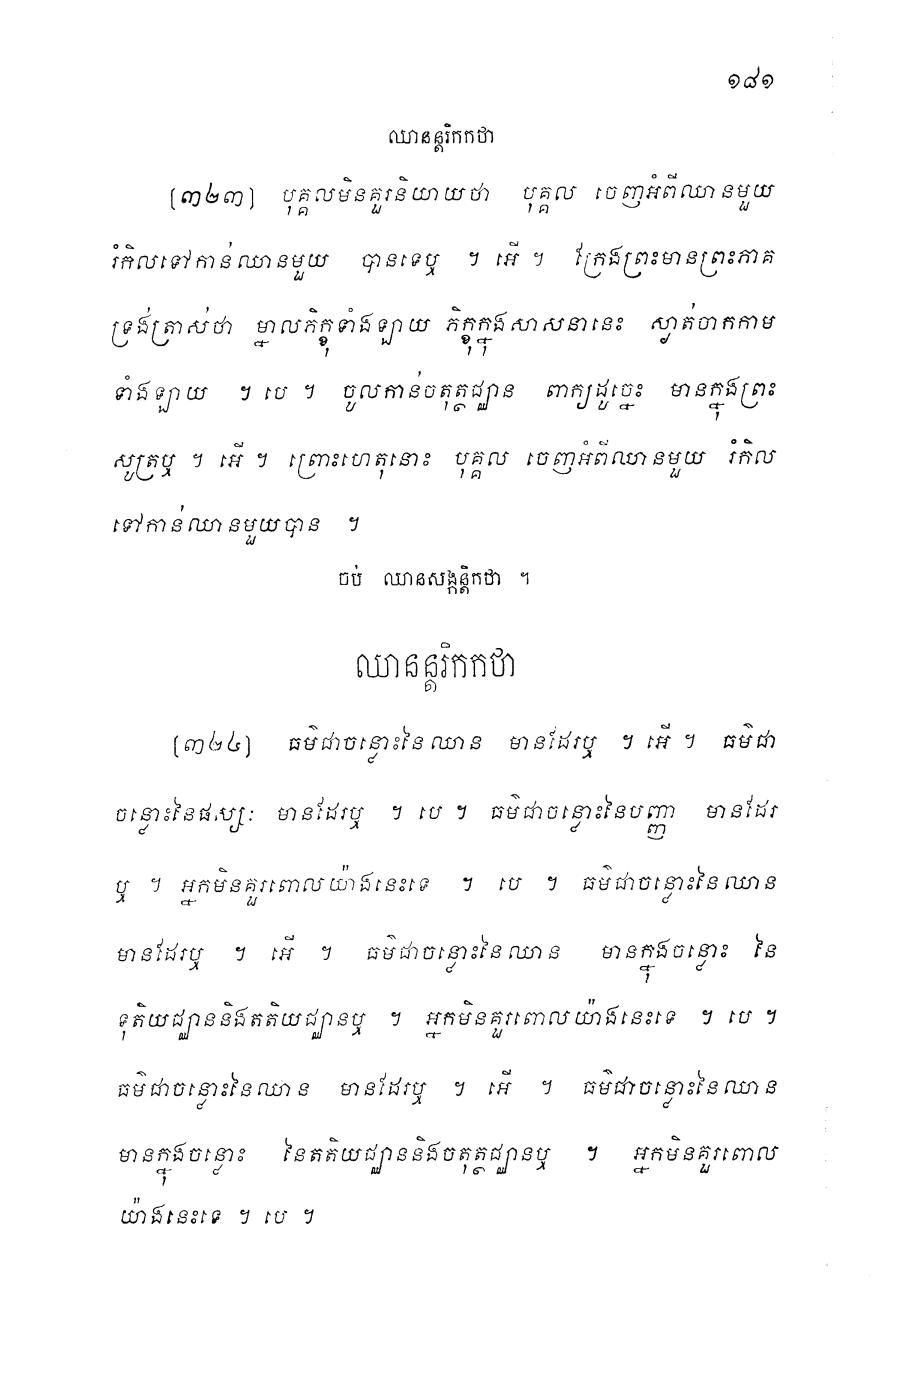 ១៨១
ឈានន្តរិកកថា
[៣២៣] បុគ្គលមិនគួរនិយាយថា បុគ្គល ចេញអំពីឈានមួយ
រំកិលទៅកាន់ឈានមួយ បានទេឬ ។ អើ ។ ក្រែងព្រះមានព្រះភាគ
ទ្រង់ត្រាស់ថា ម្នាលភិក្ខុទាំងឡាយ ភិក្ខុក្នុងសាសនានេះ ស្ងាត់ចាកកាម
ទាំងឡាយ ។ បេ ។ ចូលកាន់ចតុត្ថជ្ឈាន ពាក្យដូច្នេះ មានក្នុងព្រះ
សូត្រឬ ។ អើ ។ ព្រោះហេតុនោះ បុគ្គល ចេញអំពីឈានមួយ រំកិល
ទៅកាន់ឈានមួយបាន ។
ចប់ ឈានសង្កន្តិកថា ។
ឈានន្តរិកកថា
[៣២៤] ធម៌ជាចន្លោះនៃឈាន មានដែរឬ ។ អើ ។ ធម៌ជា
ចន្លោះនៃផស្សៈ មានដែរឬ ។ បេ ។ ធម៌ជាចន្លោះនៃបញ្ញា មានដែរ
ឬ ។ អ្នកមិនគួរពោលយ៉ាងនេះទេ ។ បេ ។ ធម៌ជាចន្លោះនៃឈាន
មានដែរឬ ។ អើ ។ ធម៌ជាចន្លោះនៃឈាន មានក្នុងចន្លោះ នៃ
ទុតិយជ្ឈាននិងតតិយជ្ឈានឬ ។ អ្នកមិនគួរពោលយ៉ាងនេះទេ ។ បេ ។
ធម៌ជាចន្លោះនៃឈាន មានដែរឬ ។ អើ ។ ធម៌ជាចន្លោះនៃឈាន
មានក្នុងចន្លោះ នៃតតិយជ្ឈាននិងចតុត្ថជ្ឈានឬ ។ អ្នកមិនគួរពោល
យ៉ាងនេះទេ ។ បេ ។